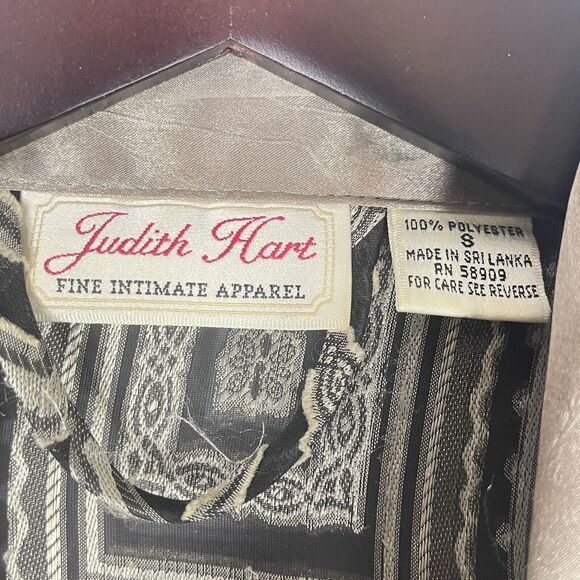 Judith Hart
FINE INTIMATE APPAREL
100% POLYESTER
S
MADE IN SRI LANKA
RN 58909
FOR CARE SEE REVERSE